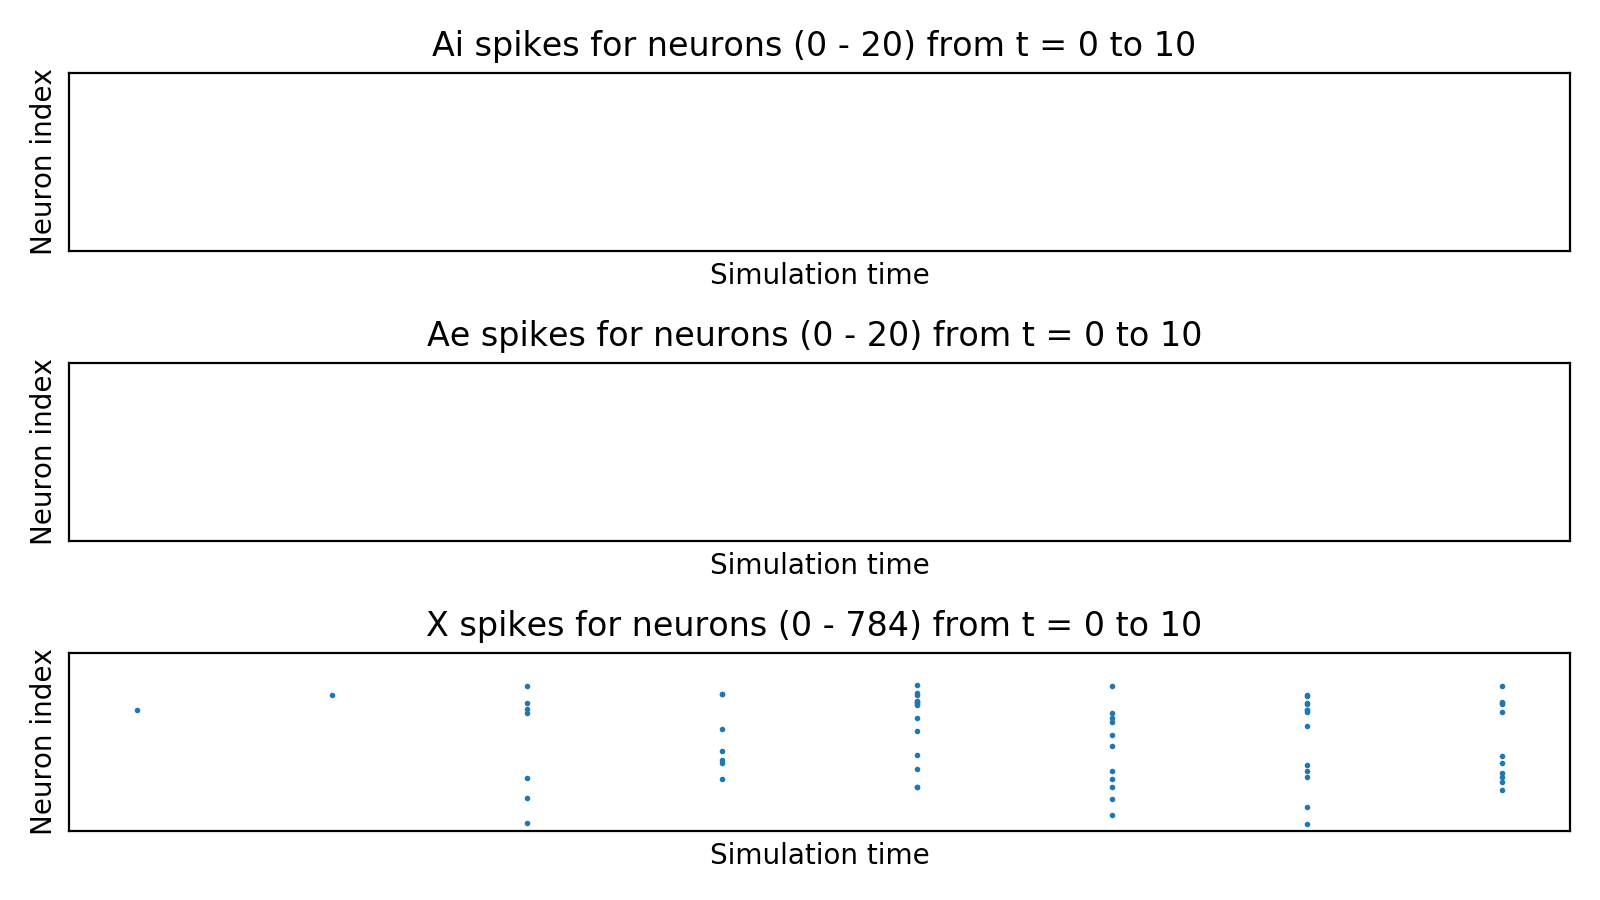 Ai spikes for neurons (0 - 20) from t = 0 to 10
Neuron index
Simulation time
Ae spikes for neurons (0 - 20) from t = 0 to 10
Neuron index
Simulation time
X spikes for neurons (0 - 784) from t = 0 to 10
Neuron index
Simulation time